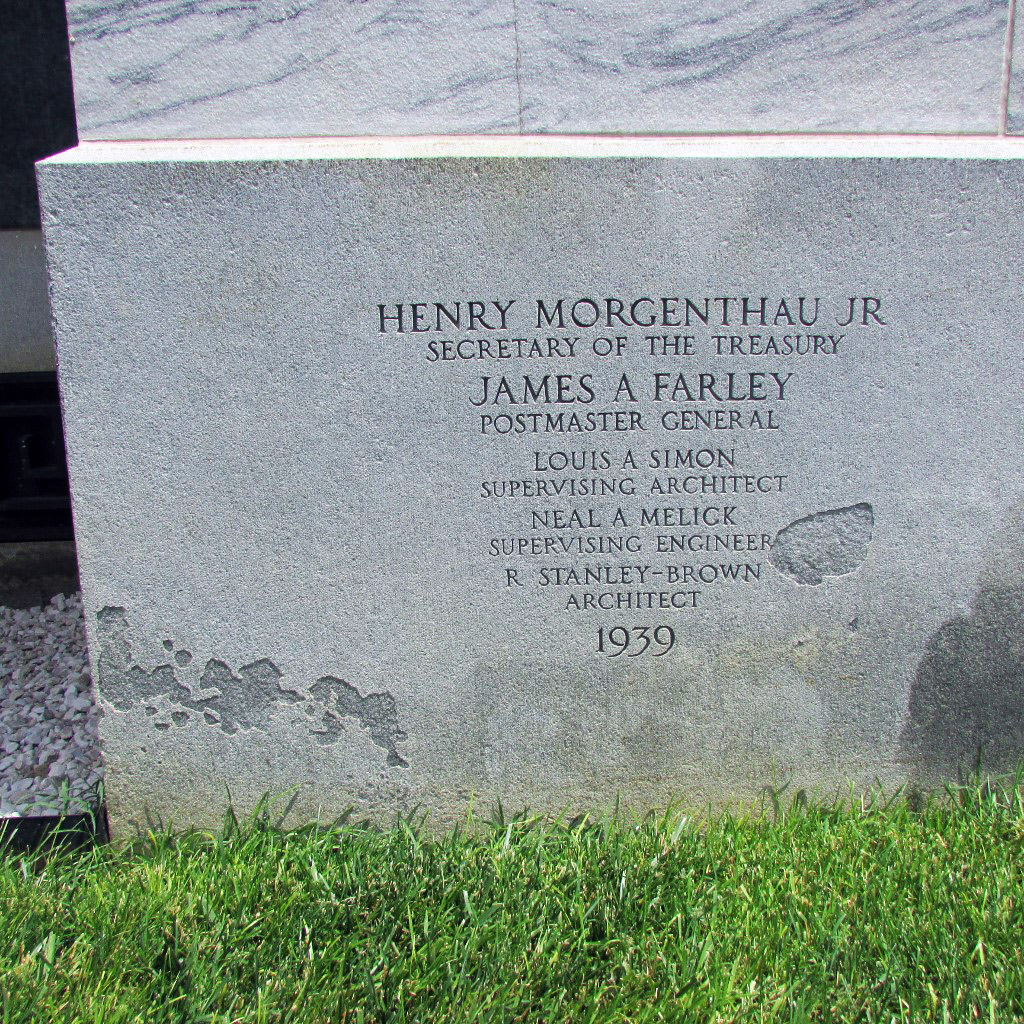 HENRY MORGENTHAU JR
SECRETARY OF THE TREASURY
JAMES A FARLEY
POSTMASTER GENERAL
LOUIS A SIMON
SUPERVISING ARCHITECT
NEAL A MELICK
SUPERVISING ENGINEER
R STANLEY-BROWN
ARCHITECT
1939